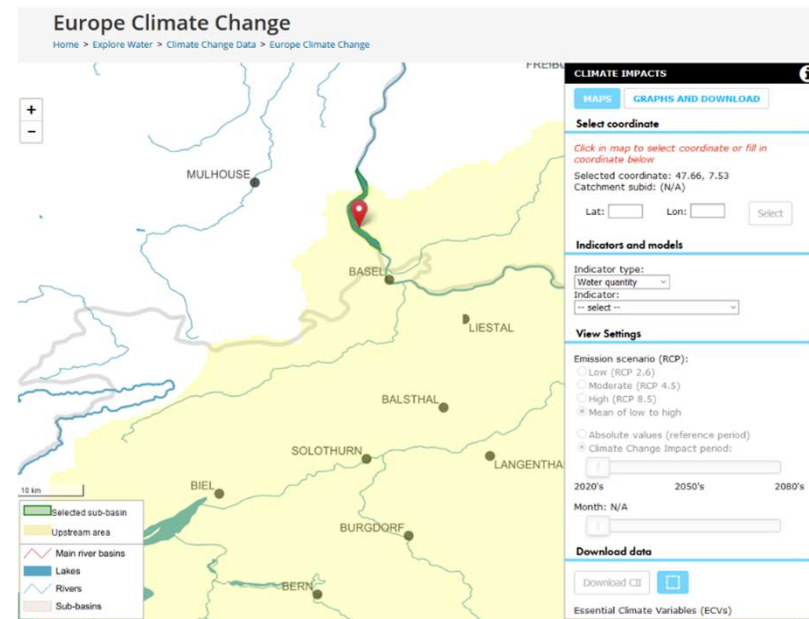 Europe Climate Change
Home > Explore Water > Climate Change Data > Europe Climate Change
+
−
MULHOUSE
BASEL
LIESTAL
BALSTHAL
SOLOTHURN
BIEL
BURGDORF
BERN
10 km
Selected sub-basin
Upstream area
Main river basins
Lakes
Rivers
Sub-basins
CLIMATE IMPACTS
MAPS GRAPHS AND DOWNLOAD
Select coordinate
Click in map to select coordinate or fill in
coordinate below
Selected coordinate: 47.66, 7.53
Catchment subid: (N/A)
Lat: Lon: Select
Indicators and models
Indicator type:
Water quantity
Indicator:
-- select --
View Settings
Emission scenario (RCP):
Low (RCP 2.6)
Moderate (RCP 4.5)
High (RCP 8.5)
Mean of low to high
Absolute values (reference period)
Climate Change Impact period:
2020's 2050's 2080's
Month: N/A
Download data
Download CII
Essential Climate Variables (ECVs)